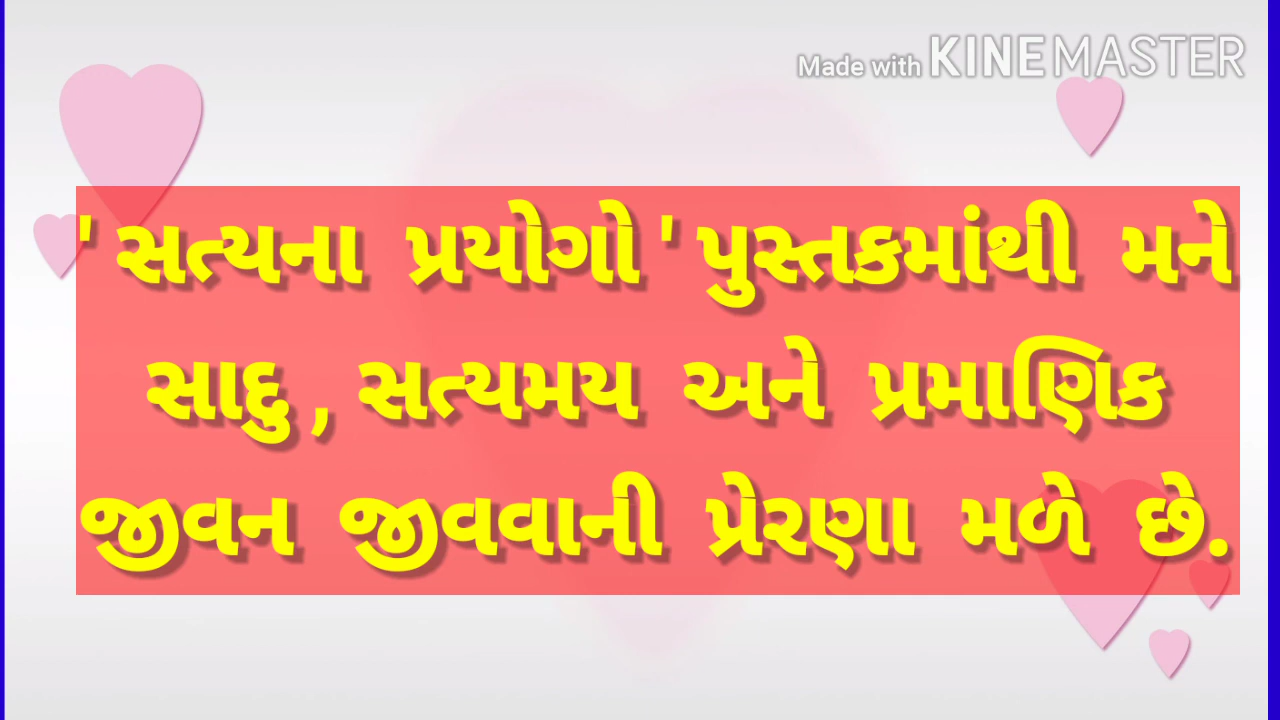 Made with KINEMASTER
' સત્યના પ્રયોગો ' પુસ્તકમાંથી મને
સાદુ , સત્યમય અને પ્રમાણિક
જીવન જીવવાની પ્રેરણા મળે છે.